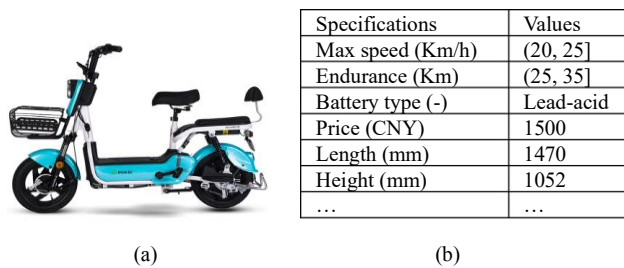 Specifications Values
Max speed (Km/h) (20, 25]
Endurance (Km) (25, 35]
Battery type (-) Lead-acid
Price (CNY) 1500
Length (mm) 1470
Height (mm) 1052
… …
(a) (b)